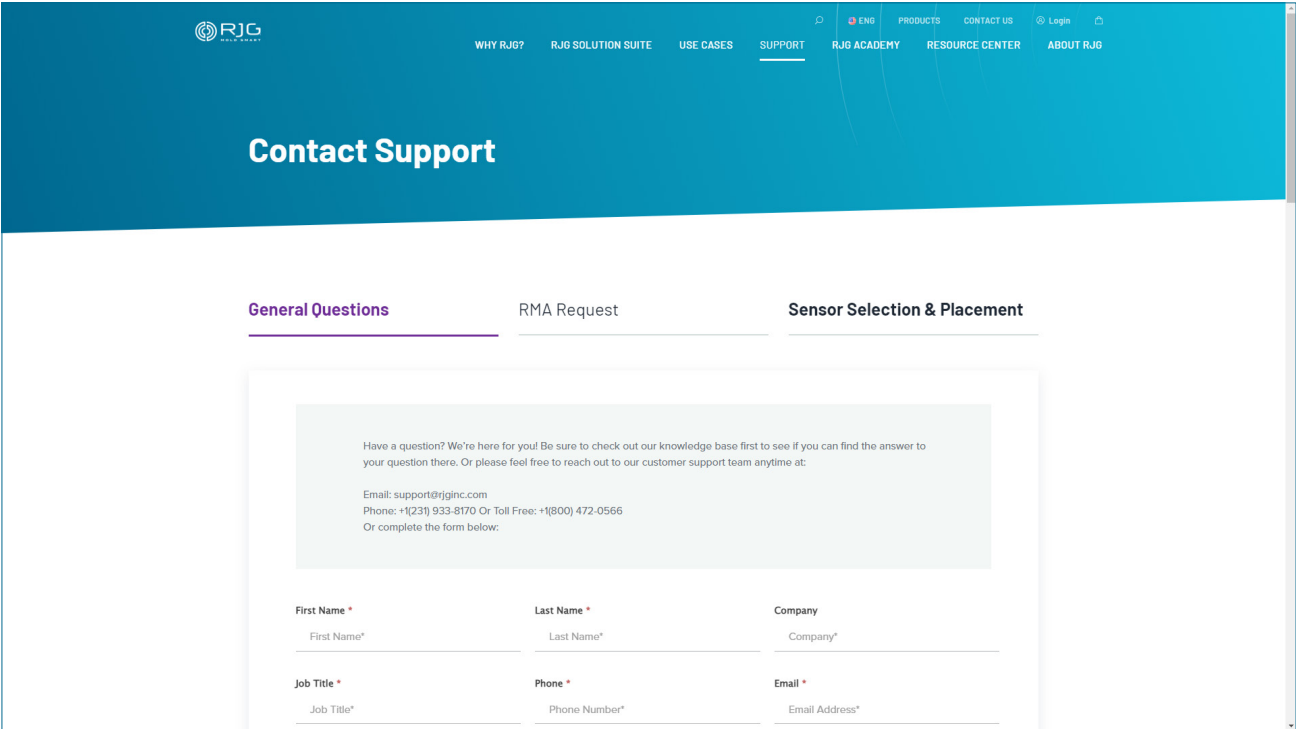 RJG
MOLD SMART
ENG
PRODUCTS
CONTACT US
Login
WHY RJG?
RJG SOLUTION SUITE
USE CASES
SUPPORT
RJG ACADEMY
RESOURCE CENTER
ABOUT RJG
Contact Support
General Questions
RMA Request
Sensor Selection & Placement
Have a question? We're here for you! Be sure to check out our knowledge base first to see if you can find the answer to
your question there. Or please feel free to reach out to our customer support team anytime at:
Email: support@rjginc.com
Phone: +1(231) 933-8170 Or Toll Free: +1(800) 472-0566
Or complete the form below:
First Name *
Last Name *
Company
First Name*
Last Name*
Company*
Job Title *
Phone *
Email *
Job Title*
Phone Number*
Email Address*